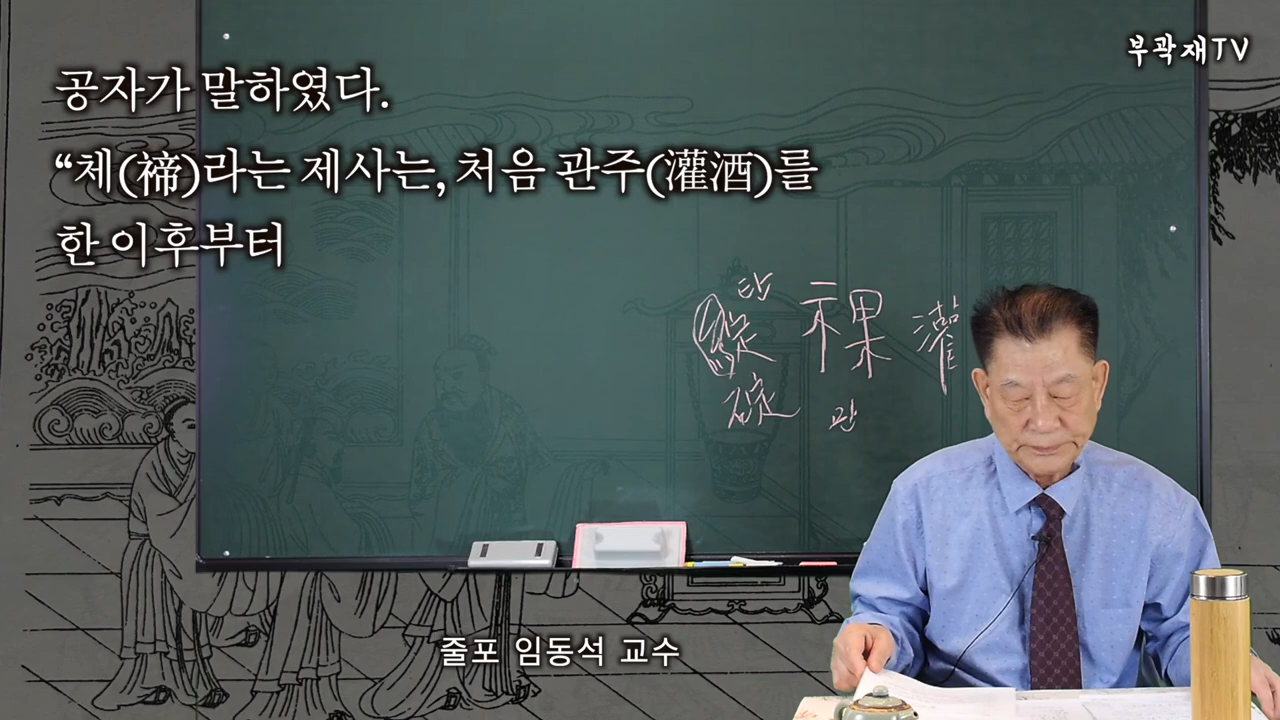 부곽재TV
공자가 말하였다.
“체(禘)라는 제사는, 처음 관주(灌酒)를
한 이후부터
祼 灌
관
줄포 임동석 교수